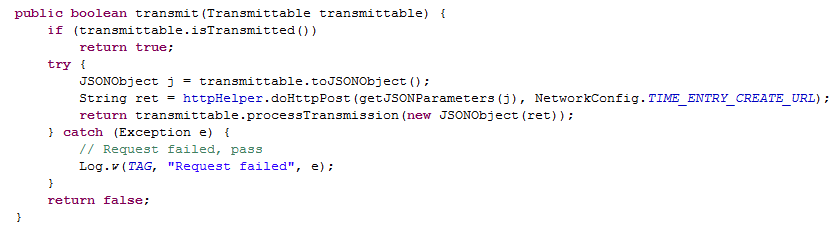 public boolean transmit(Transmittable transmittable) {
    if (transmittable.isTransmitted())
        return true;
    try {
        JSONObject j = transmittable.toJSONObject();
        String ret = httpHelper.doHttpPost(getJSONParameters(j), NetworkConfig.TIME_ENTRY_CREATE_URL);
        return transmittable.processTransmission(new JSONObject(ret));
    } catch (Exception e) {
        // Request failed, pass
        Log.v(TAG, "Request failed", e);
    }
    return false;
}